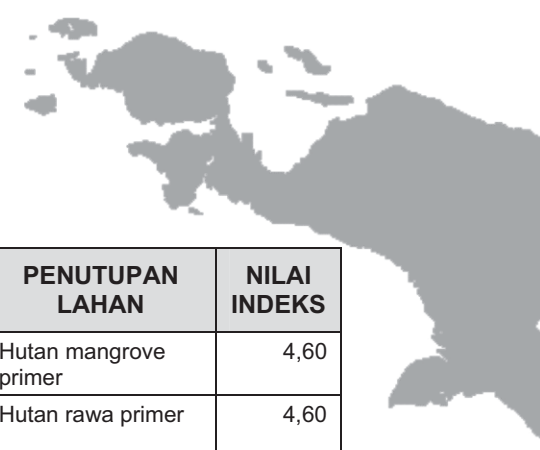 PENUTUPAN LAHAN
NILAI INDEKS
Hutan mangrove primer
4,60
Hutan rawa primer
4,60